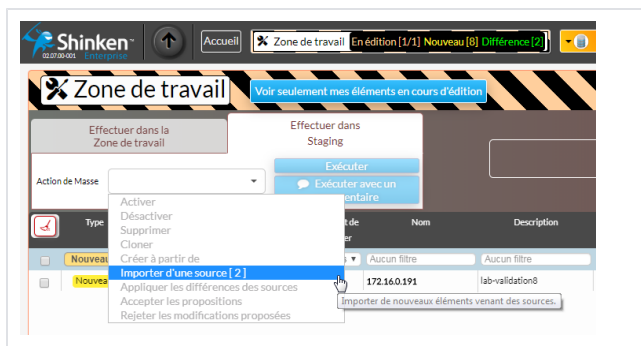 Shinken
02.07.00-001 Enterprise
Accueil
Zone de travail En édition [1/1] Nouveau [8] Différence [2]
Zone de travail
Voir seulement mes éléments en cours d'édition
Effectuer dans la
Zone de travail
Effectuer dans
Staging
Exécuter
Exécuter avec un
entaire
Action de Masse
Activer
Désactiver
Supprimer
Cloner
Créer à partir de
Importer d'une source [ 2 ]
Appliquer les différences des sources
Accepter les propositions
Rejeter les modifications proposées
Type
t de
er
Nom
Description
Nouveau
Aucun filtre
Aucun filtre
Nouvea
172.16.0.191
lab-validation8
Importer de nouveaux éléments venant des sources.